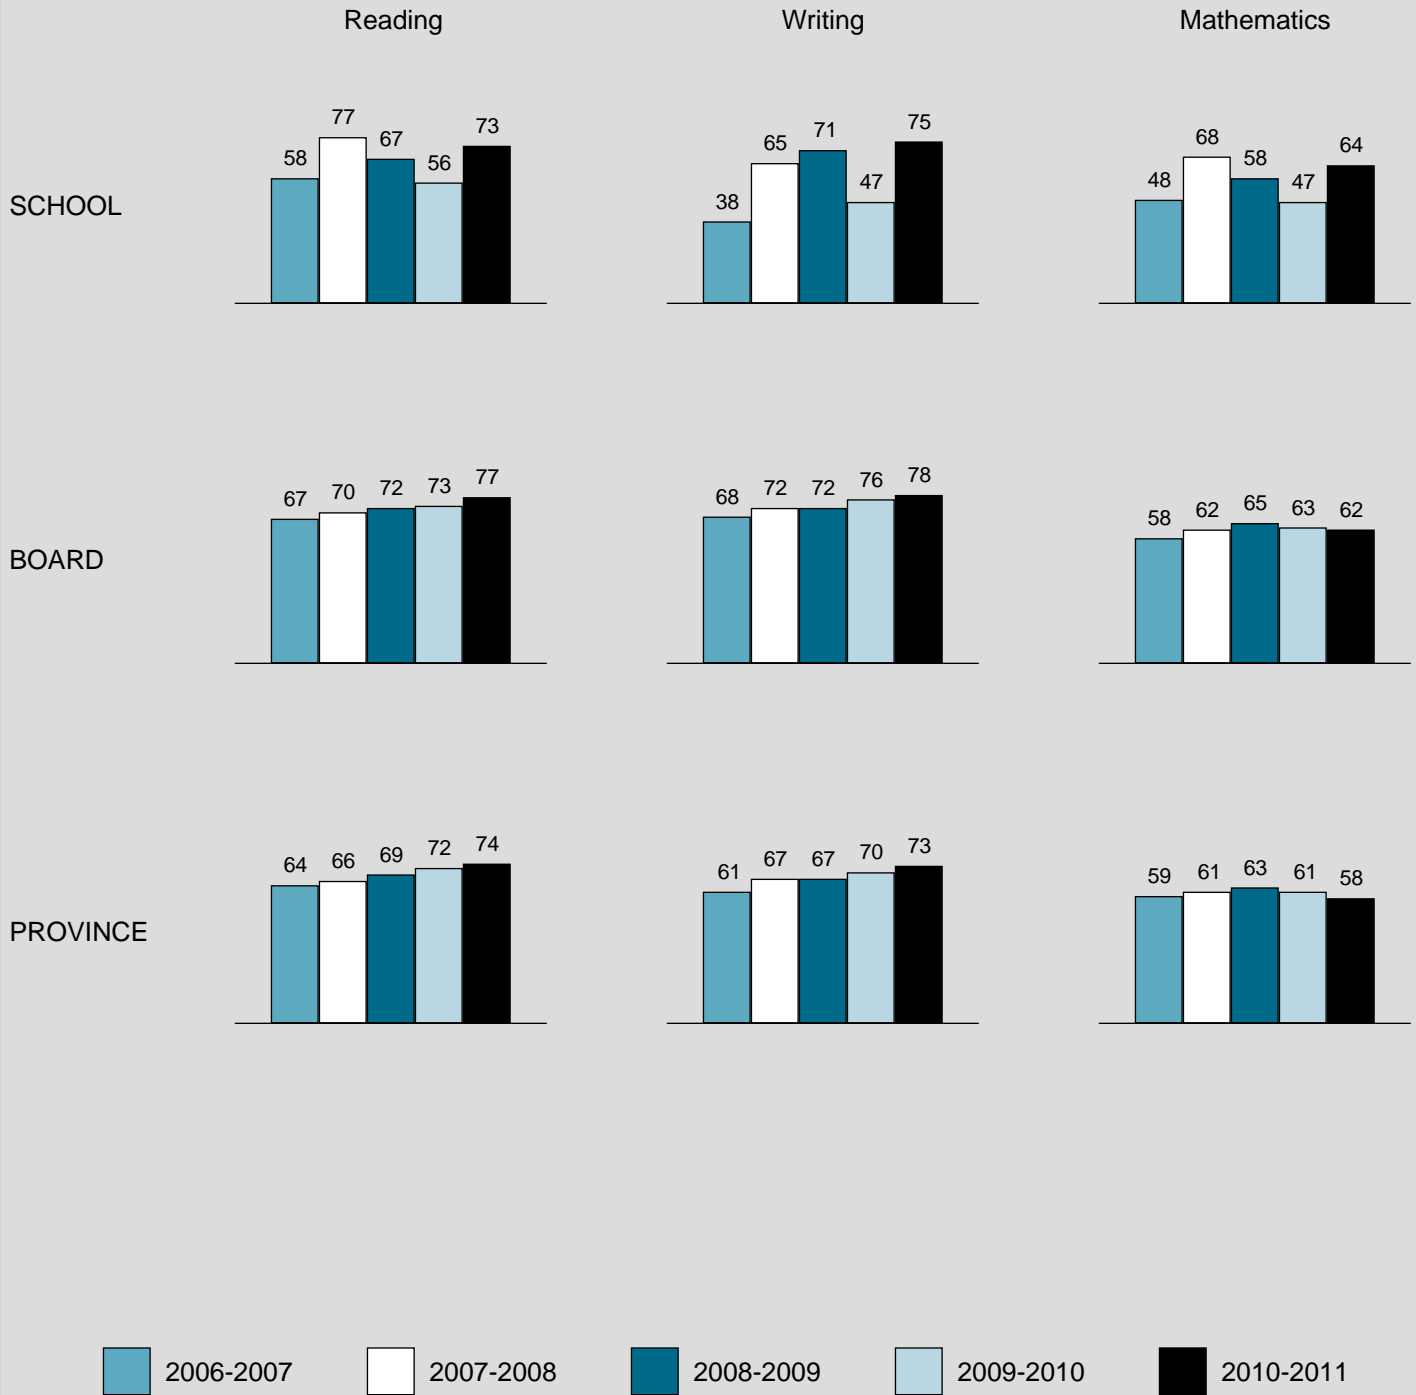 Reading Writing Mathematics
SCHOOL
58 77 67 56 73
38 65 71 47 75
48 68 58 47 64
BOARD
67 70 72 73 77
68 72 72 76 78
58 62 65 63 62
PROVINCE
64 66 69 72 74
61 67 67 70 73
59 61 63 61 58
2006-2007 2007-2008 2008-2009 2009-2010 2010-2011